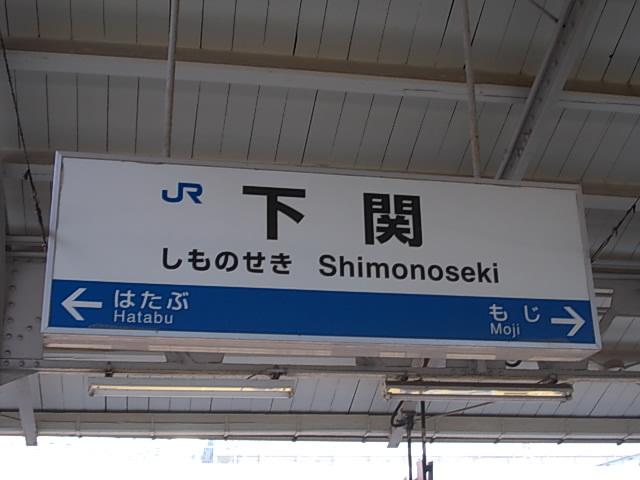 JR 下関
しものせき Shimonoseki
← はたぶ もじ →
Hatabu Moji